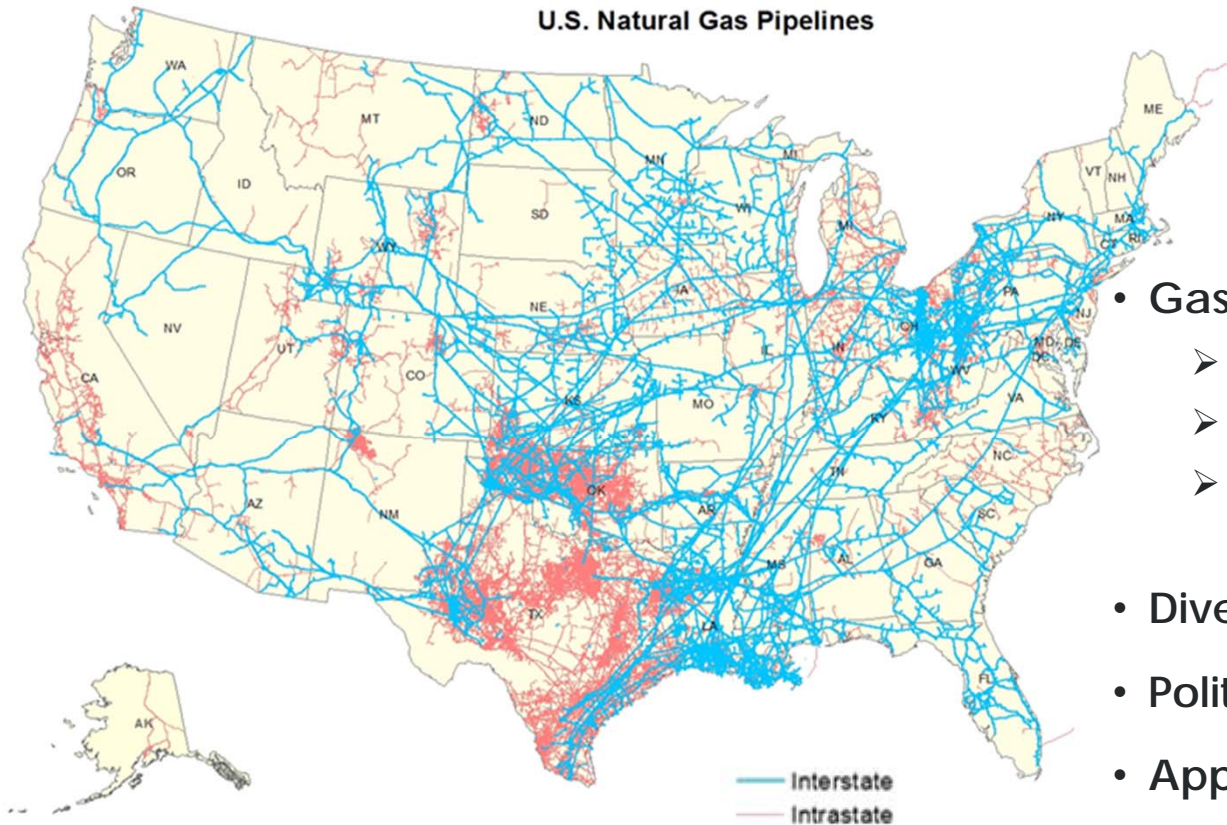 U.S. Natural Gas Pipelines
WA
MT
ND
ME
OR
ID
MN
MI
VT
NH
SD
WI
MI
NY
MA
WY
CT
RI
IA
NE
PA
NV
OH
NJ
UT
IL
IN
MD
DE
DC
CO
WV
CA
KS
MO
KY
VA
NC
TN
OK
AZ
NM
AR
SC
MS
AL
GA
TX
LA
FL
AK
Interstate
Intrastate
• Gas
➢
➢
➢
• Dive
• Polit
• App